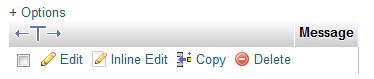 + Options
←T→ Message
Edit Inline Edit Copy Delete